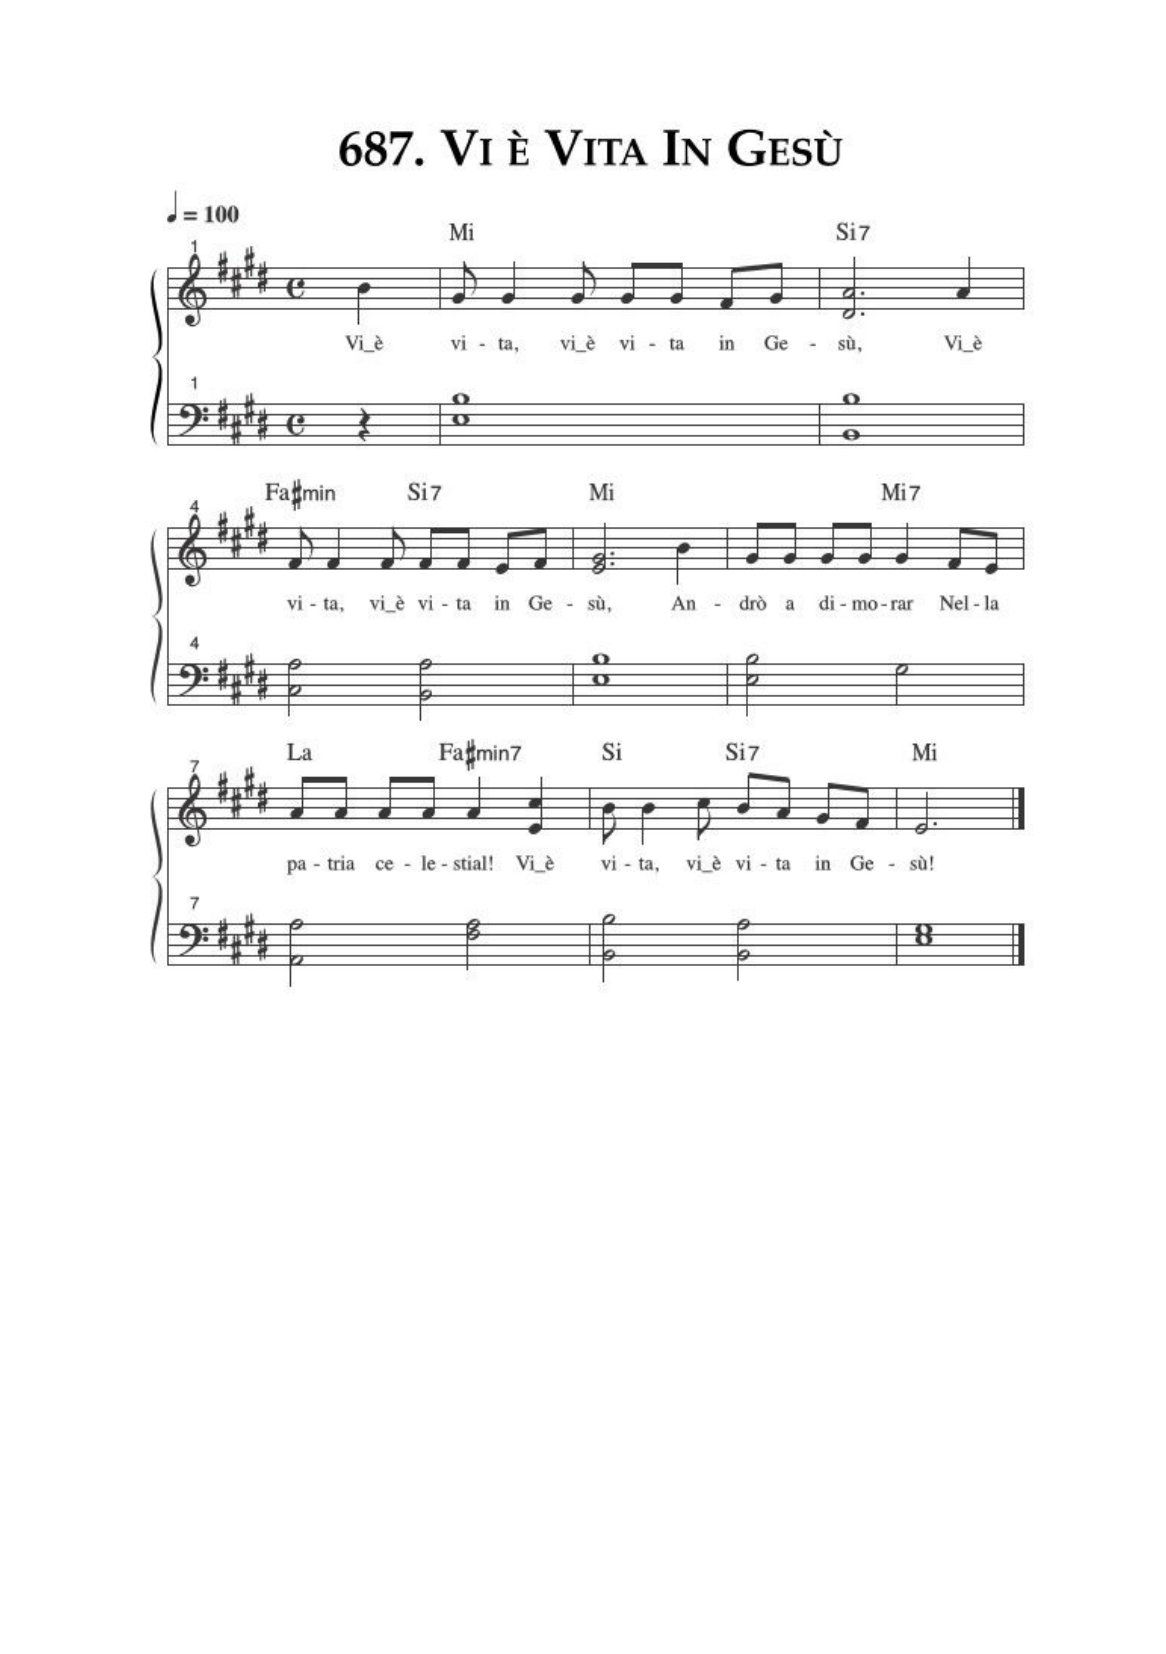 687. Vi è Vita In Gesù
♩ = 100
Mi Si7
1
Vi_è vi - ta, vi_è vi - ta in Ge - sù, Vi_è
1
Fa♯min Si7 Mi Mi7
4
vi - ta, vi_è vi - ta in Ge - sù, An - drò a di - mo - rar Nel - la
4
La Fa♯min7 Si Si7 Mi
7
pa - tria ce - le - stial! Vi_è vi - ta, vi_è vi - ta in Ge - sù!
7